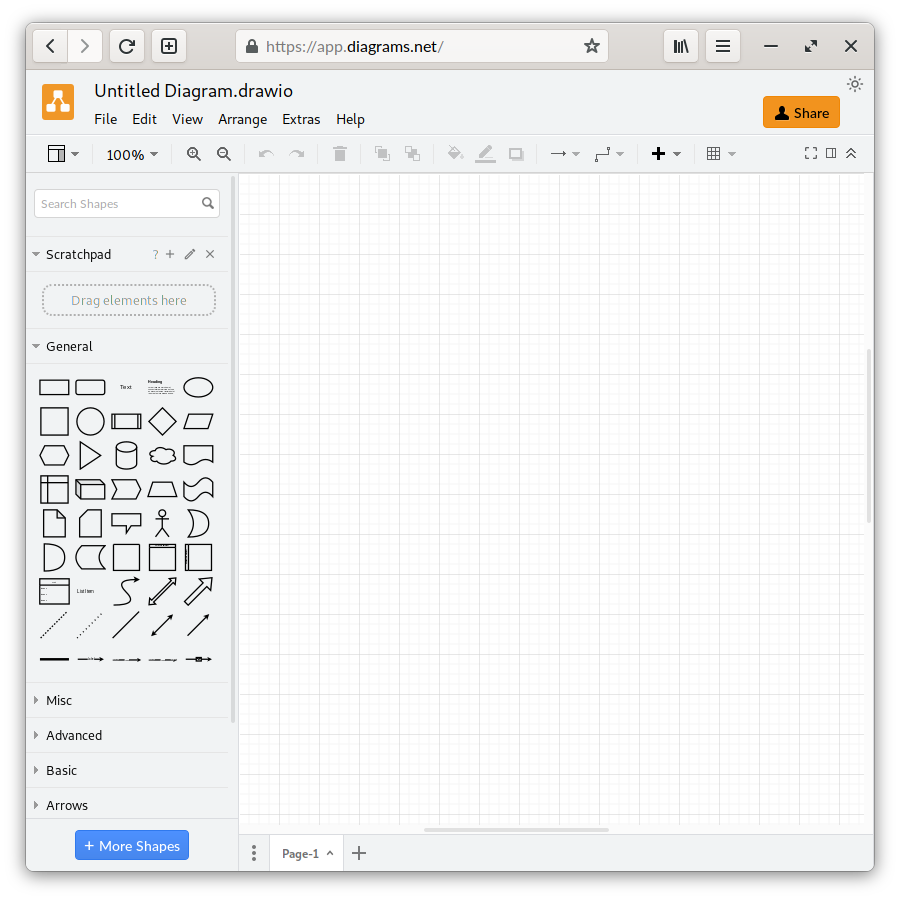 https://app.diagrams.net/
Untitled Diagram.drawio
File Edit View Arrange Extras Help
Share
100%
Search Shapes
Scratchpad ?
Drag elements here
General
Text Heading
List Item
Misc
Advanced
Basic
Arrows
+ More Shapes
Page-1